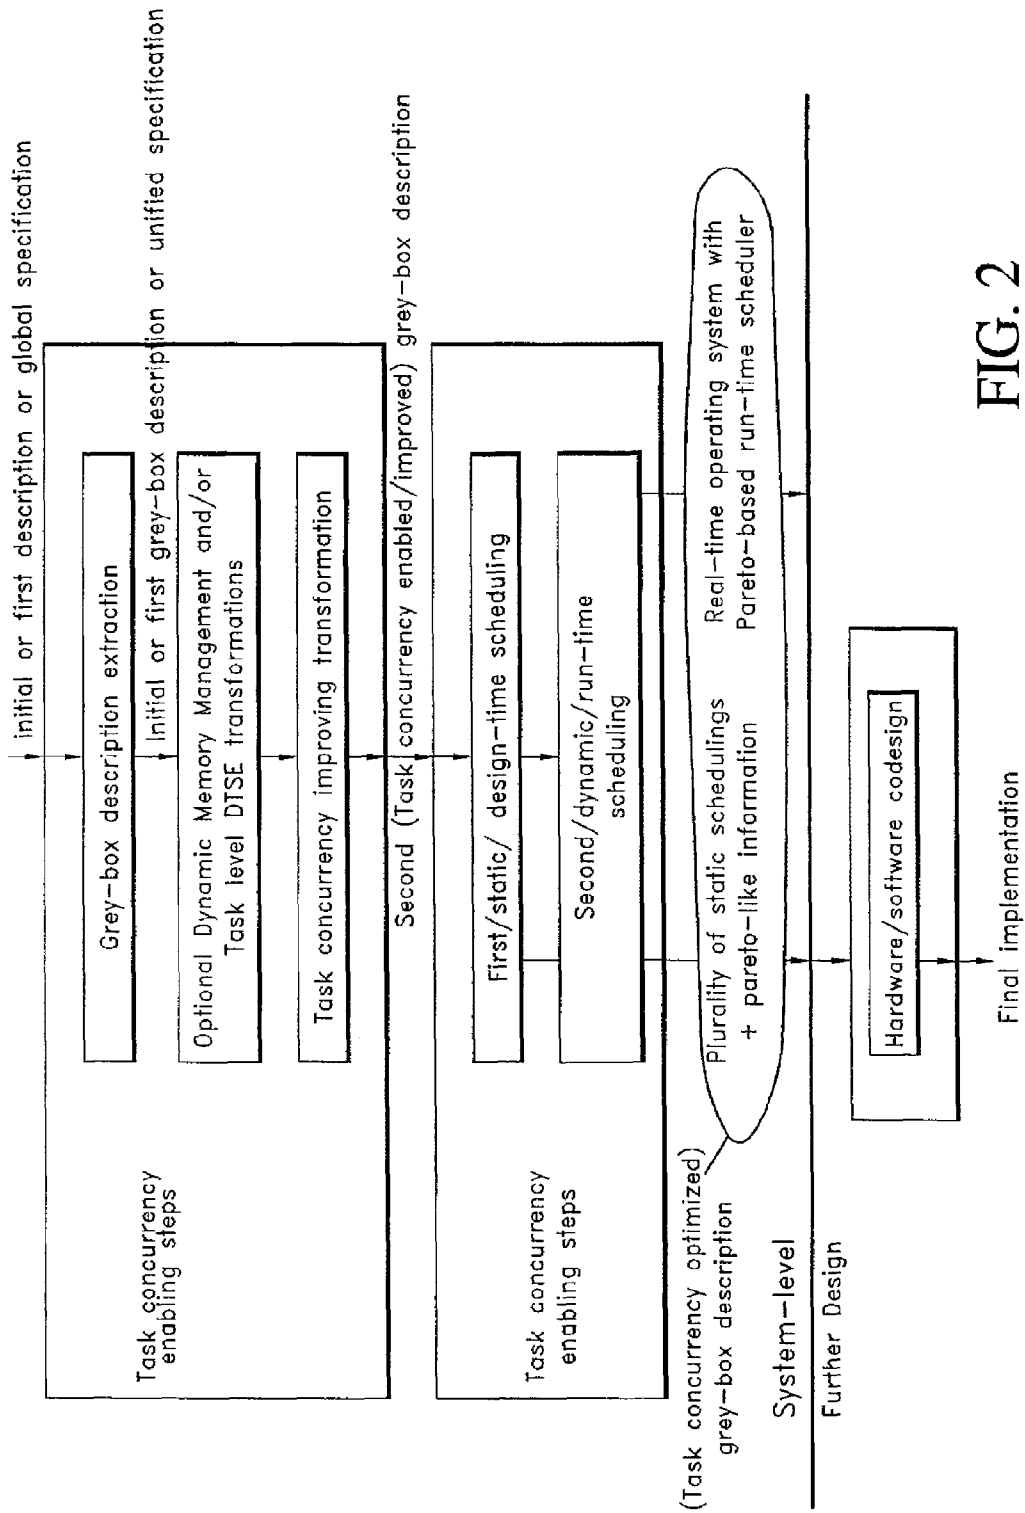 Initial or first description or global specification
Grey-box description extraction
Initial or first grey-box description or unified specification
Optional Dynamic Memory Management and/or
Task level DTSE transformations
Task concurrency improving transformation
Task concurrency
enabling steps
Second (Task concurrency enabled/improved) grey-box description
First/static/ design-time scheduling
Second/dynamic/run-time
scheduling
Task concurrency
enabling steps
(Task concurrency optimized)
grey-box description
Plurality of static schedulings
+ pareto-like information
Real-time operating system with
Pareto-based run-time scheduler
System-level
Further Design
Hardware/software codesign
Final implementation
FIG. 2